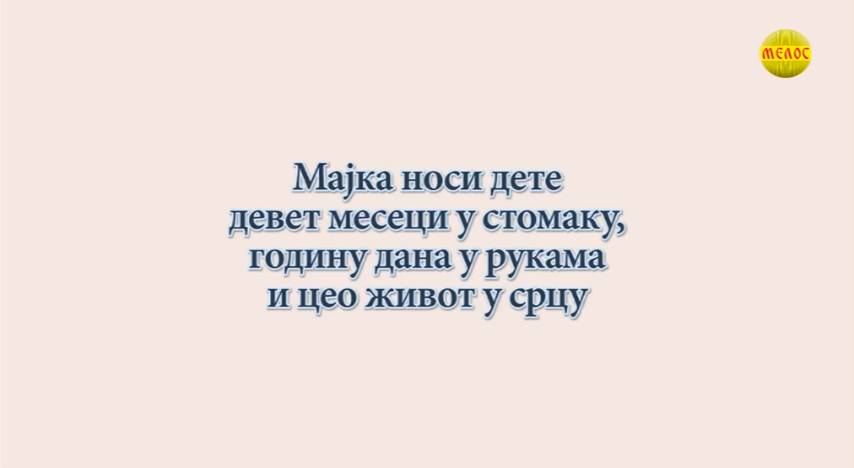 МЕЛОС
Мајка носи дете
девет месеци у стомаку,
годину дана у рукама
и цео живот у срцу